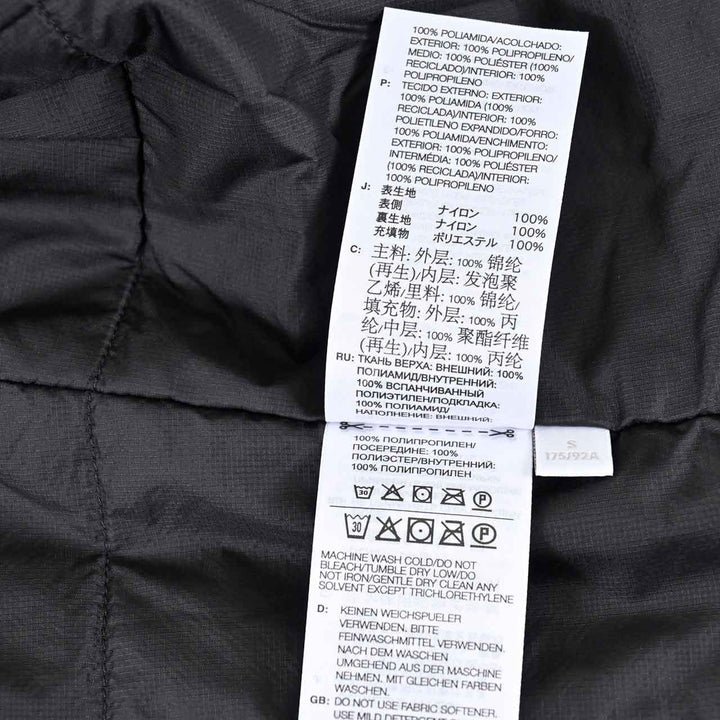 100% POLIAMIDA/ACOLCHADO:
EXTERIOR: 100% POLIPROPILENO/
MEDIO: 100% POLIÉSTER (100%
RECICLADO)/INTERIOR: 100%
POLIPROPILENO
P: TECIDO EXTERNO: EXTERIOR:
100% POLIAMIDA (100%
RECICLADA)/INTERIOR: 100%
POLIETILENO EXPANDIDO/FORRO:
100% POLIAMIDA/ENCHIMENTO:
EXTERIOR: 100% POLIPROPILENO/
INTERMÉDIA: 100% POLIÉSTER
(100% RECICLADA)/INTERIOR:
100% POLIPROPILENO
J: 表生地
表側 ナイロン 100%
裏生地 ナイロン 100%
充填物 ポリエステル 100%
C: 主料: 外层: 100% 锦纶
(再生)/内层: 发泡聚
乙烯/里料: 100% 锦纶/
填充物: 外层: 100% 丙
纶/中层: 100% 聚酯纤维
(再生)/内层: 100% 丙纶
RU: ТКАНЬ ВЕРХА: ВНЕШНИЙ: 100%
ПОЛИАМИД/ВНУТРЕННИЙ:
100% ВСПАНЧИВАННЫЙ
ПОЛИЭТИЛЕН/ПОДКЛАДКА:
100% ПОЛИАМИД/
НАПОЛНЕНИЕ: ВНЕШНИЙ:
100% ПОЛИПРОПИЛЕН/
ПОСЕРЕДИНЕ: 100%
ПОЛИЭСТЕР/ВНУТРЕННИЙ:
100% ПОЛИПРОПИЛЕН
S
175/92A
30 P
30 P
MACHINE WASH COLD/DO NOT
BLEACH/TUMBLE DRY LOW/DO
NOT IRON/GENTLE DRY CLEAN ANY
SOLVENT EXCEPT TRICHLORETHYLENE
D: KEINEN WEICHSPUELER
VERWENDEN. BITTE
FEINWASCHMITTEL VERWENDEN.
NACH DEM WASCHEN
UMGEHEND AUS DER MASCHINE
NEHMEN. MIT GLEICHEN FARBEN
WASCHEN.
GB: DO NOT USE FABRIC SOFTENER.
USE MILD DETERGENT